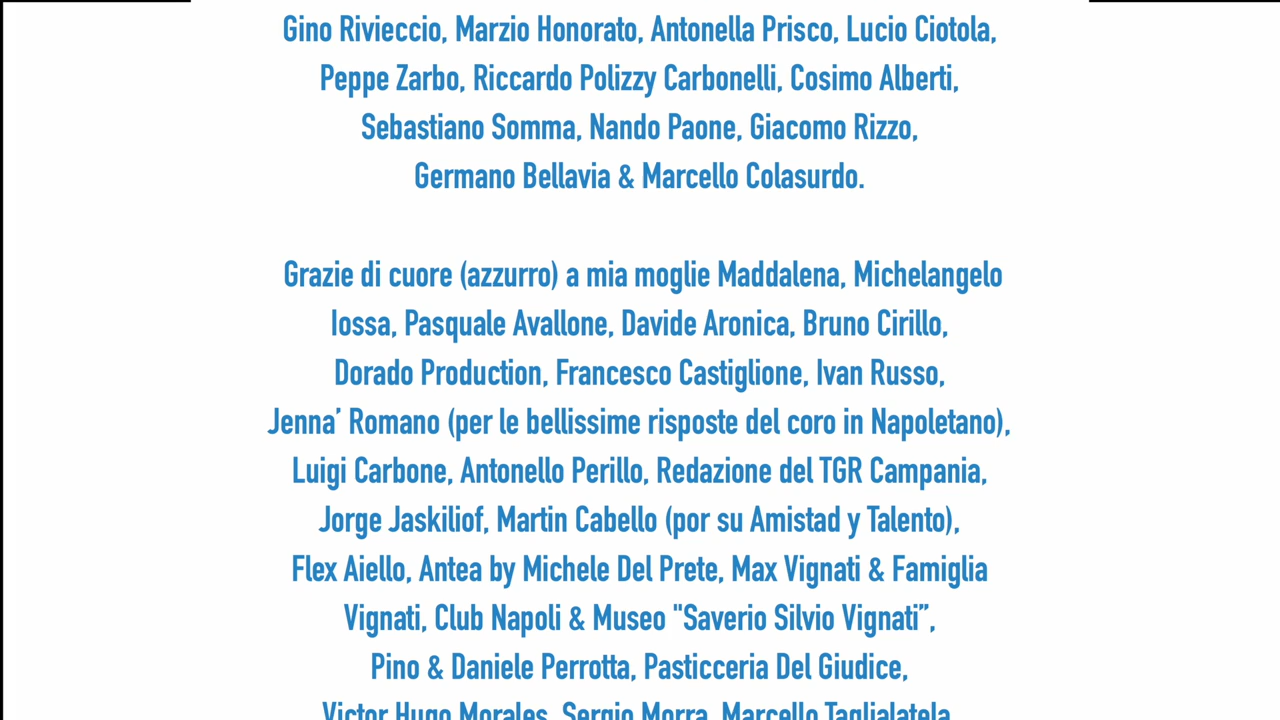 Gino Rivieccio, Marzio Honorato, Antonella Prisco, Lucio Ciotola,
Peppe Zarbo, Riccardo Polizzy Carbonelli, Cosimo Alberti,
Sebastiano Somma, Nando Paone, Giacomo Rizzo,
Germano Bellavia & Marcello Colasurdo.
Grazie di cuore (azzurro) a mia moglie Maddalena, Michelangelo
Iossa, Pasquale Avallone, Davide Aronica, Bruno Cirillo,
Dorado Production, Francesco Castiglione, Ivan Russo,
Jenna’ Romano (per le bellissime risposte del coro in Napoletano),
Luigi Carbone, Antonello Perillo, Redazione del TGR Campania,
Jorge Jaskiliof, Martin Cabello (por su Amistad y Talento),
Flex Aiello, Antea by Michele Del Prete, Max Vignati & Famiglia
Vignati, Club Napoli & Museo "Saverio Silvio Vignati”,
Pino & Daniele Perrotta, Pasticceria Del Giudice,
Victor Hugo Morales, Sergio Morra, Marcello Taglialatela